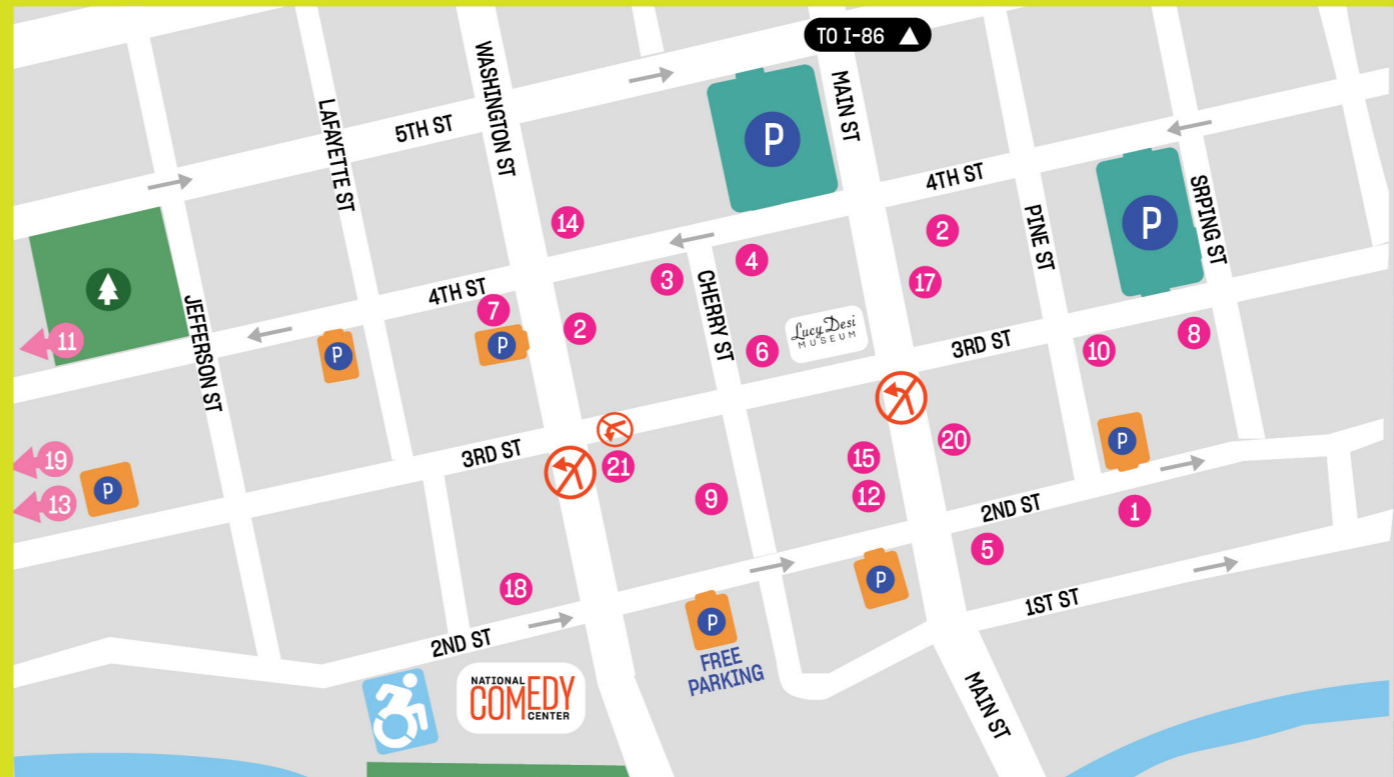 TO I-86
WASHINGTON ST
MAIN ST
LAFAYETTE ST
5TH ST
P
4TH ST
SRPING ST
P
PINE ST
14
2
4
3
17
CHERRY ST
4TH ST
JEFFERSON ST
7
2
11
P
P
6
Lucy Desi
MUSEUM
3RD ST
10
8
3RD ST
21
15
20
P
19
13
P
9
12
2ND ST
1
5
18
P
P
1ST ST
2ND ST
FREE
PARKING
NATIONAL
COMEDY
CENTER
MAIN ST